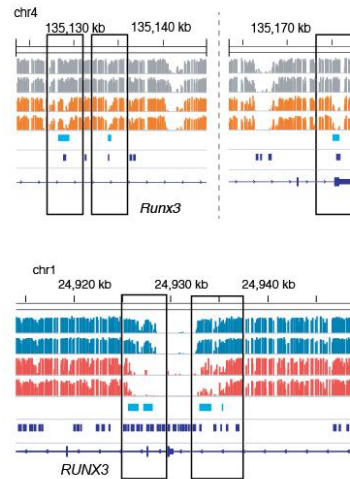 chr4
135,130 kb 135,140 kb 135,170 kb
Runx3
chr1
24,920 kb 24,930 kb 24,940 kb
RUNX3